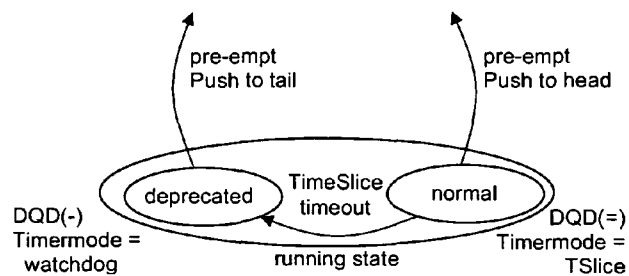 pre-empt
Push to tail
pre-empt
Push to head
deprecated
TimeSlice
timeout
normal
DQD(-)
Timermode =
watchdog
DQD(=)
Timermode =
TSlice
running state